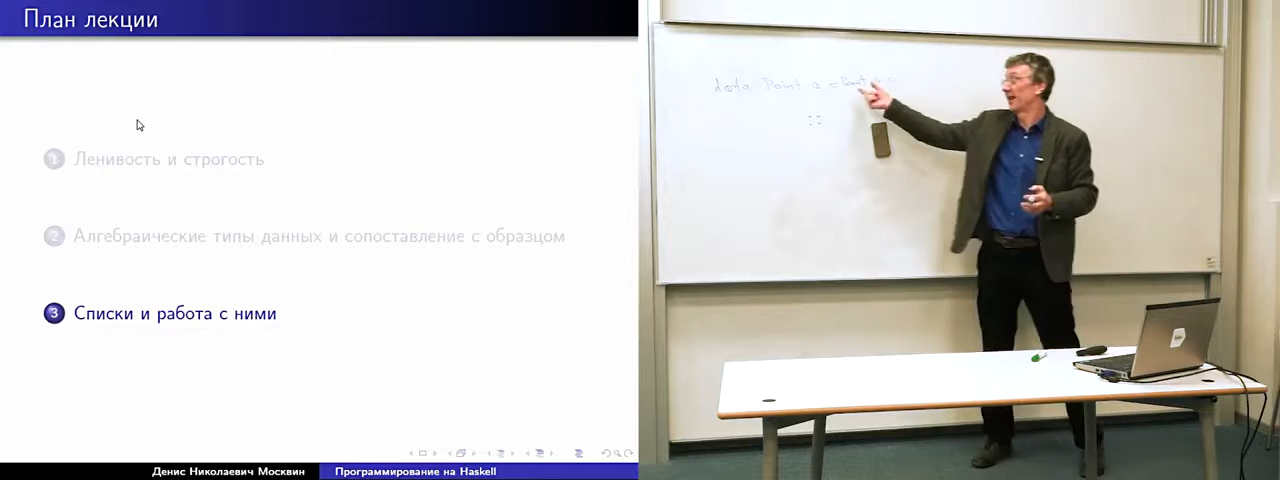 План лекции
1 Ленивость и строгость
2 Алгебраические типы данных и сопоставление с образцом
3 Списки и работа с ними
Денис Николаевич Москвин Программирование на Haskell
data Point a = Point a a
::